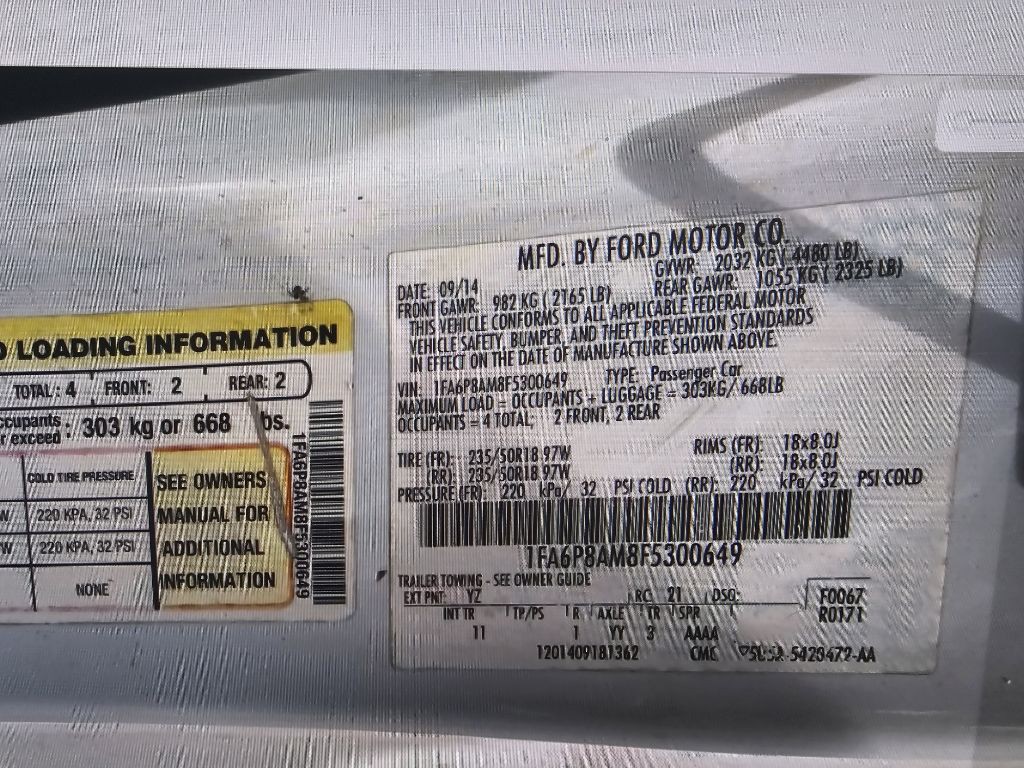 O LOADING INFORMATION
TOTAL: 4 FRONT: 2 REAR: 2
ccupants
r exceed : 303 kg or 668 bs.
COLD TIRE PRESSURE
W 220 KPA, 32 PSI
W 220 KPA, 32 PSI
NONE
SEE OWNERS
MANUAL FOR
ADDITIONAL
INFORMATION
1FA6P8AM8F5300649
MFD. BY FORD MOTOR CO.
DATE: 09/14 GVWR: 2032 KG ( 4480 LB)
FRONT GAWR: 982 KG ( 2165 LB) REAR GAWR: 1055 KG ( 2325 LB)
THIS VEHICLE CONFORMS TO ALL APPLICABLE FEDERAL MOTOR
VEHICLE SAFETY, BUMPER, AND THEFT PREVENTION STANDARDS
IN EFFECT ON THE DATE OF MANUFACTURE SHOWN ABOVE.
VIN: 1FA6P8AM8F5300649 TYPE: Passenger Car
MAXIMUM LOAD = OCCUPANTS + LUGGAGE = 303KG/ 668LB
OCCUPANTS = 4 TOTAL, 2 FRONT, 2 REAR
TIRE (FR): 235/50R18 97W RIMS (FR): 18x8.0J
(RR): 235/50R18 97W (RR): 18x8.0J
PRESSURE (FR): 220 kPa/ 32 PSI COLD (RR): 220 kPa/ 32 PSI COLD
1FA6P8AM8F5300649
TRAILER TOWING - SEE OWNER GUIDE
EXT PNT: YZ RC: 21 DSO: F0067
INT TR TP/PS R AXLE TR SPR R0171
11 1 YY 3 AAAA
1201409181362 CMC